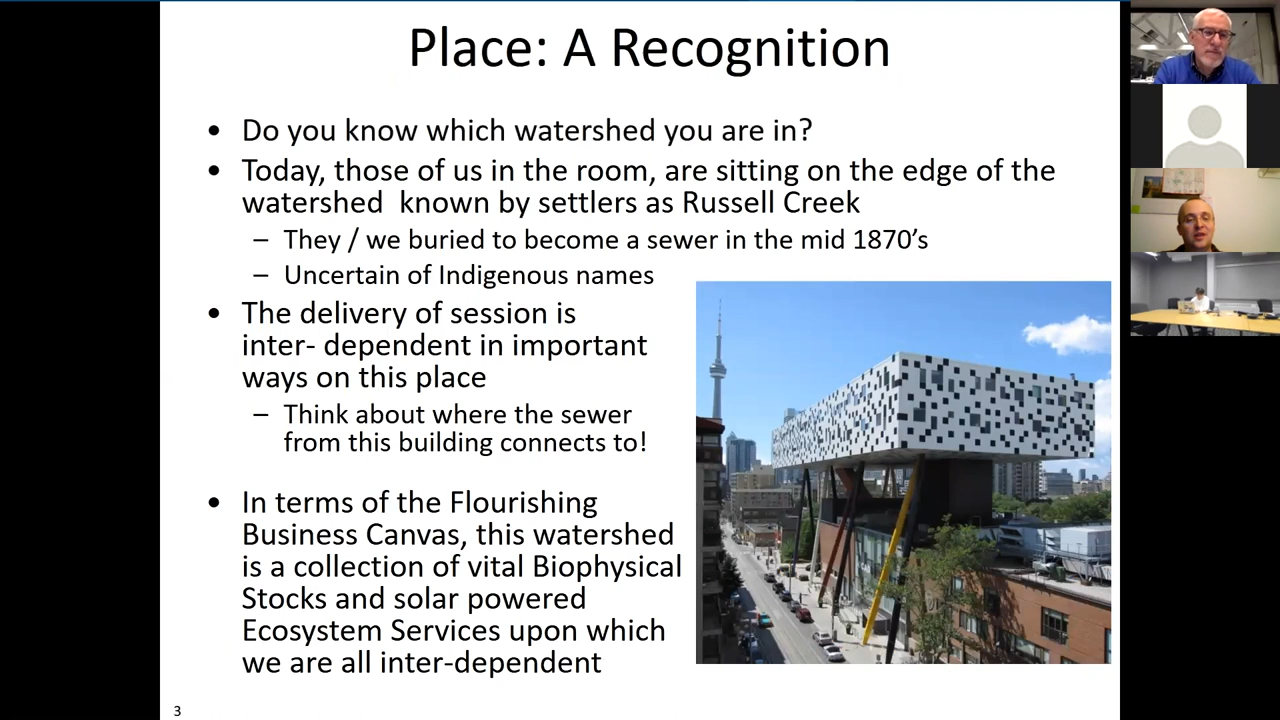 Place: A Recognition
• Do you know which watershed you are in?
• Today, those of us in the room, are sitting on the edge of the
watershed  known by settlers as Russell Creek
– They / we buried to become a sewer in the mid 1870’s
– Uncertain of Indigenous names
• The delivery of session is
inter- dependent in important
ways on this place
– Think about where the sewer
from this building connects to!
• In terms of the Flourishing
Business Canvas, this watershed
is a collection of vital Biophysical
Stocks and solar powered
Ecosystem Services upon which
we are all inter-dependent
3